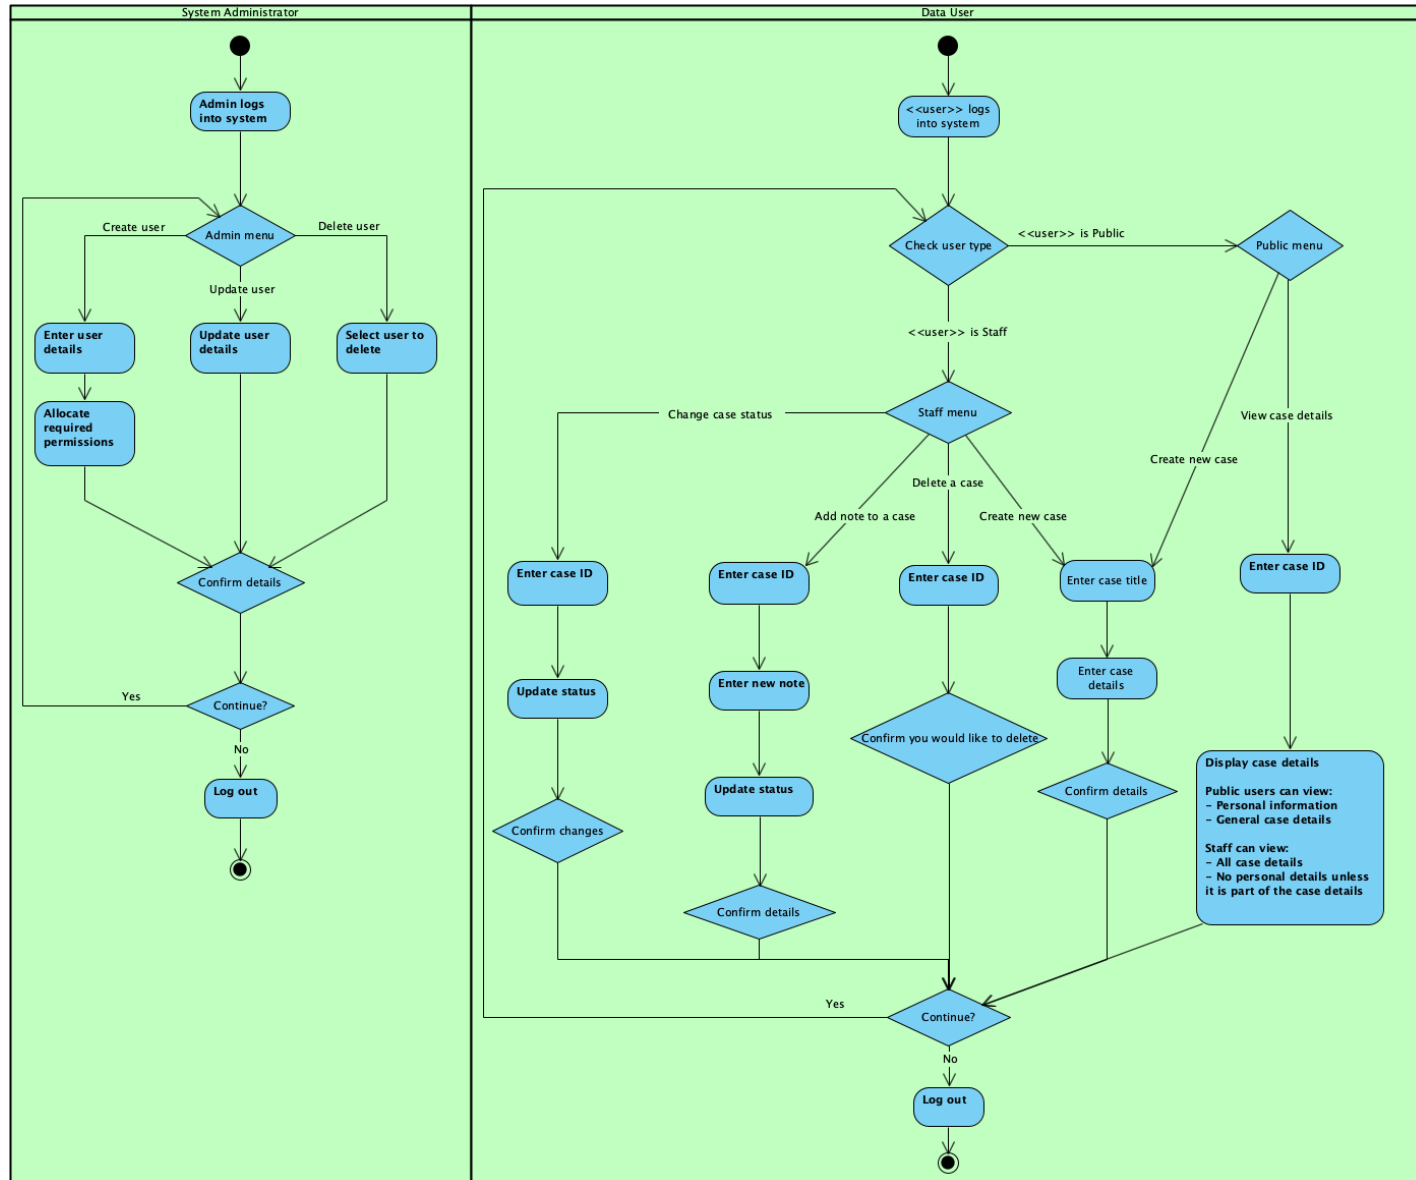 System Administrator
Data User
Admin logs
into system
Admin menu
Create user
Delete user
Update user
Enter user
details
Update user
details
Select user to
delete
Allocate
required
permissions
Confirm details
Continue?
Yes
No
Log out
<<user>> logs
into system
Check user type
<<user>> is Public
Public menu
<<user>> is Staff
Staff menu
Change case status
View case details
Create new case
Delete a case
Add note to a case
Create new case
Enter case ID
Enter case ID
Enter case ID
Enter case title
Enter case ID
Update status
Enter new note
Enter case
details
Confirm you would like to delete
Update status
Confirm details
Confirm changes
Confirm details
Display case details
Public users can view:
- Personal information
- General case details
Staff can view:
- All case details
- No personal details unless
it is part of the case details
Yes
Continue?
No
Log out